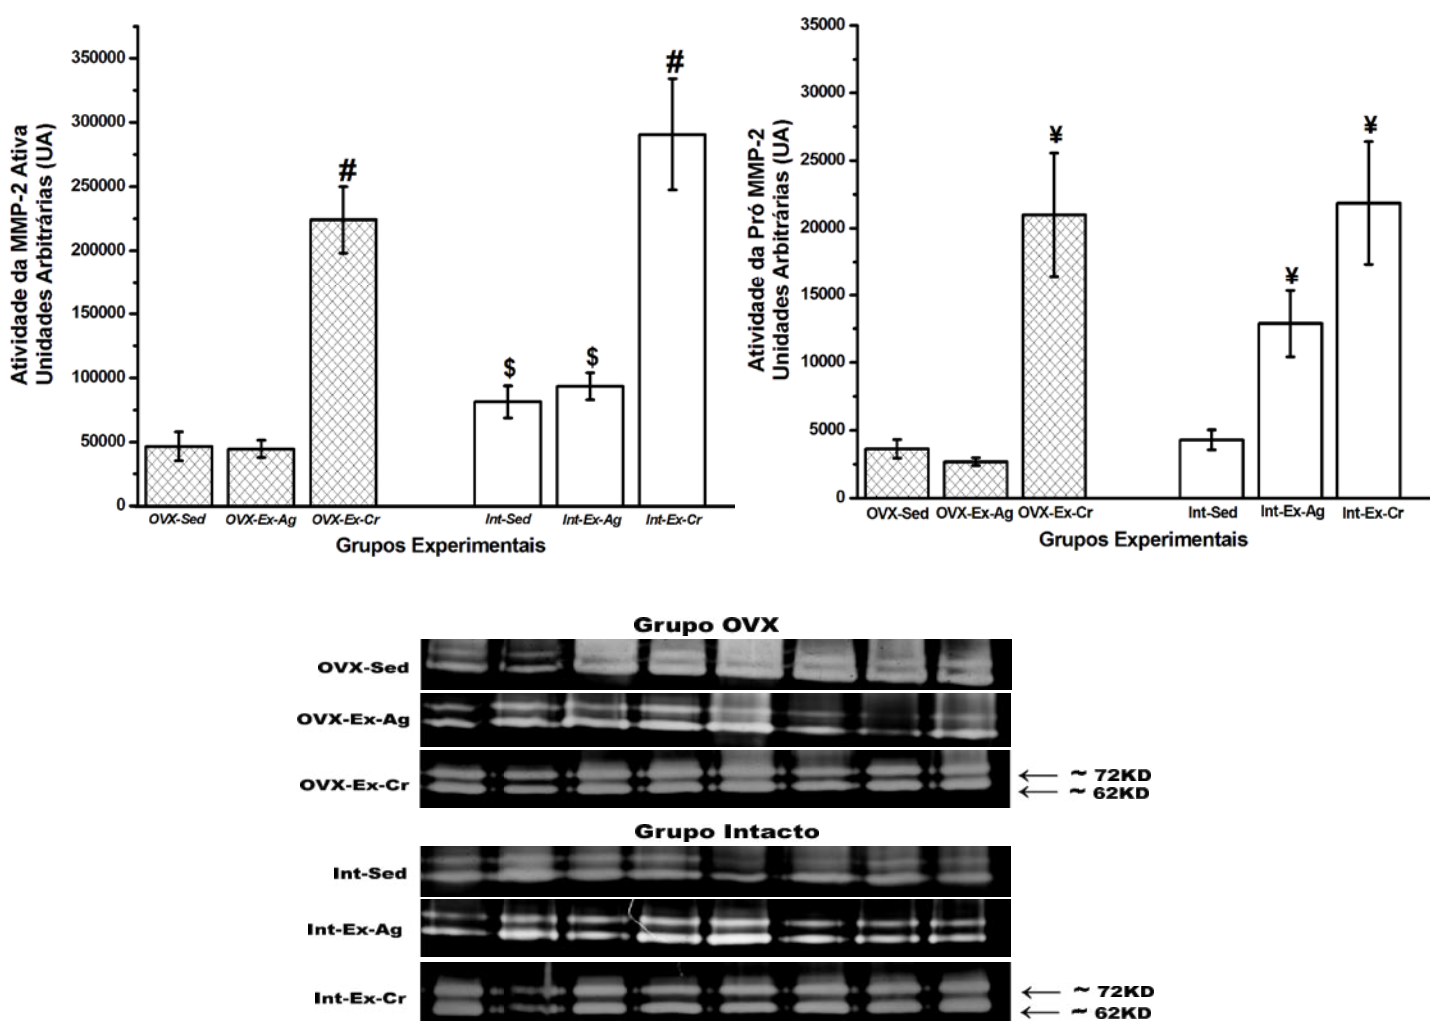 Atividade da MMP-2 Ativa
Unidades Arbitrárias (UA)
350000
300000
250000
200000
150000
100000
50000
0
#
#
$
$
OVX-Sed OVX-Ex-Ag OVX-Ex-Cr Int-Sed Int-Ex-Ag Int-Ex-Cr
Grupos Experimentais
Atividade da Pró MMP-2
Unidades Arbitrárias (UA)
35000
30000
25000
20000
15000
10000
5000
0
¥
¥
¥
OVX-Sed OVX-Ex-Ag OVX-Ex-Cr Int-Sed Int-Ex-Ag Int-Ex-Cr
Grupos Experimentais
Grupo OVX
OVX-Sed
OVX-Ex-Ag
OVX-Ex-Cr
← ~ 72KD
← ~ 62KD
Grupo Intacto
Int-Sed
Int-Ex-Ag
Int-Ex-Cr
← ~ 72KD
← ~ 62KD